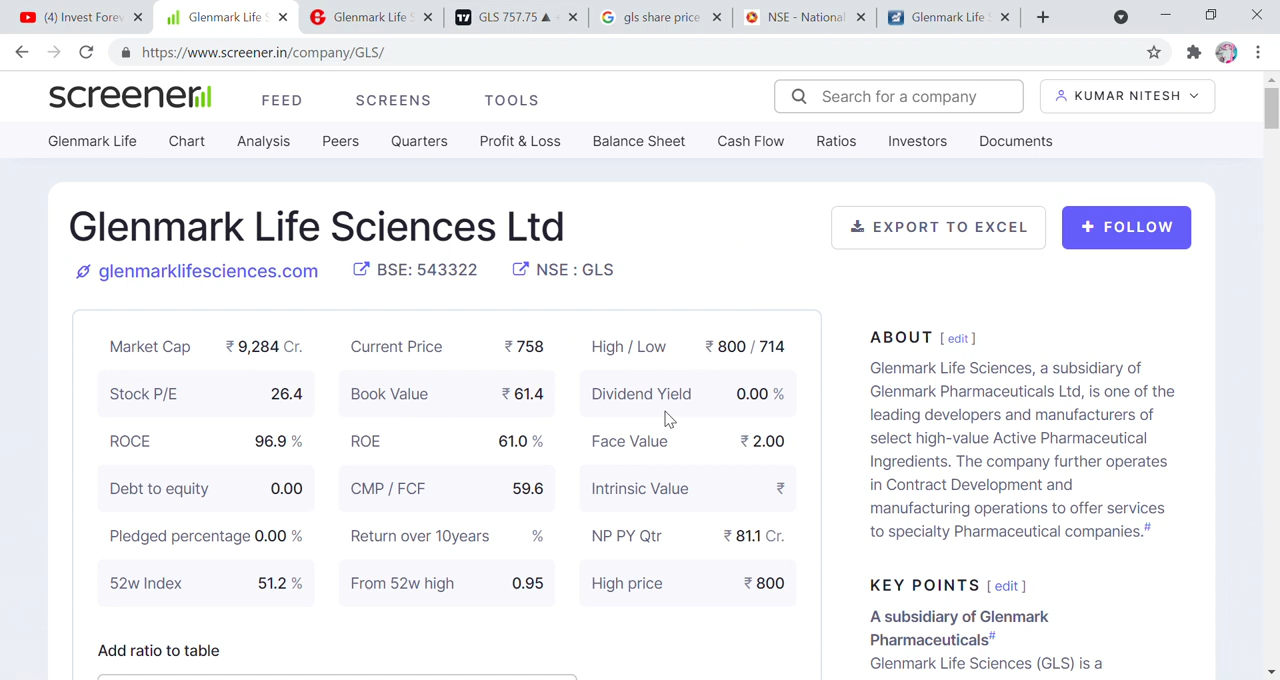 (4) Invest Forev
Glenmark Life S
Glenmark Life S
GLS 757.75 ▲
gls share price
NSE - National
Glenmark Life S
https://www.screener.in/company/GLS/
screener
FEED
SCREENS
TOOLS
Search for a company
KUMAR NITESH
Glenmark Life
Chart
Analysis
Peers
Quarters
Profit & Loss
Balance Sheet
Cash Flow
Ratios
Investors
Documents
Glenmark Life Sciences Ltd
EXPORT TO EXCEL
+ FOLLOW
glenmarklifesciences.com
BSE: 543322
NSE : GLS
Market Cap ₹ 9,284 Cr.
Current Price ₹ 758
High / Low ₹ 800 / 714
Stock P/E 26.4
Book Value ₹ 61.4
Dividend Yield 0.00 %
ROCE 96.9 %
ROE 61.0 %
Face Value ₹ 2.00
Debt to equity 0.00
CMP / FCF 59.6
Intrinsic Value ₹
Pledged percentage 0.00 %
Return over 10years %
NP PY Qtr ₹ 81.1 Cr.
52w Index 51.2 %
From 52w high 0.95
High price ₹ 800
Add ratio to table
ABOUT [ edit ]
Glenmark Life Sciences, a subsidiary of
Glenmark Pharmaceuticals Ltd, is one of the
leading developers and manufacturers of
select high-value Active Pharmaceutical
Ingredients. The company further operates
in Contract Development and
manufacturing operations to offer services
to specialty Pharmaceutical companies.#
KEY POINTS [ edit ]
A subsidiary of Glenmark
Pharmaceuticals#
Glenmark Life Sciences (GLS) is a